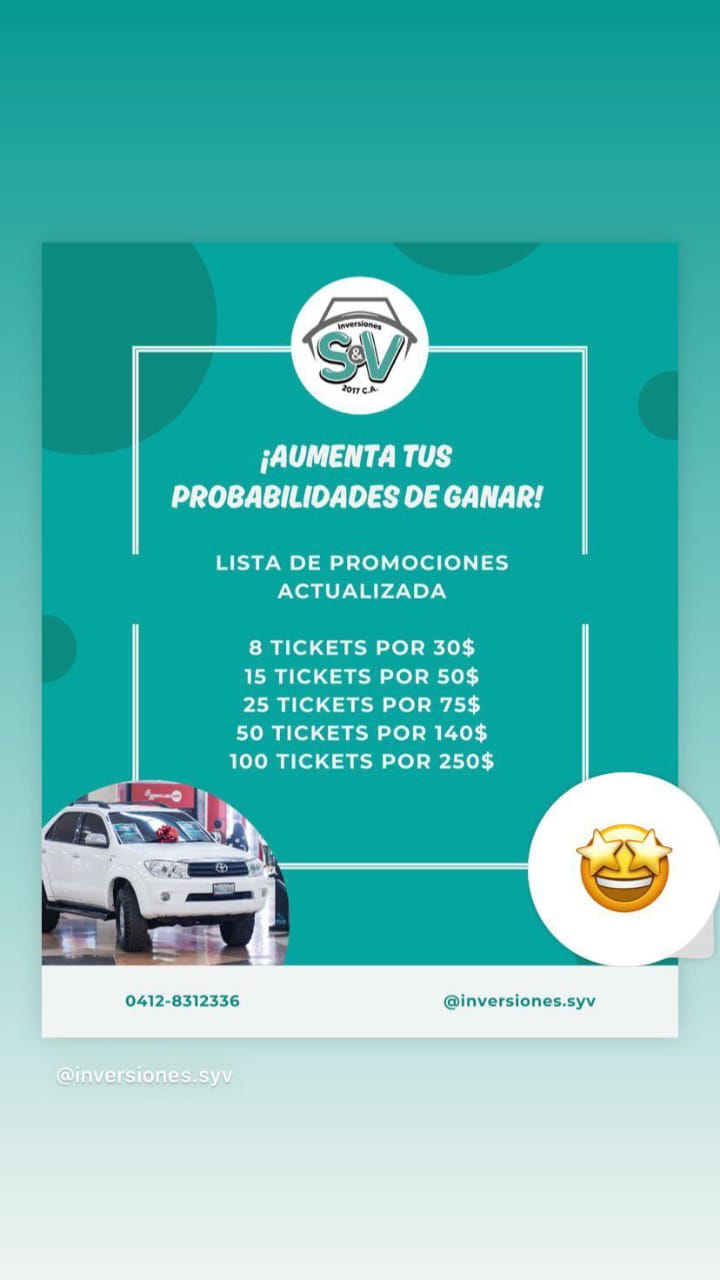 Inversiones
S&V
2017 C.A.
¡AUMENTA TUS
PROBABILIDADES DE GANAR!
LISTA DE PROMOCIONES
ACTUALIZADA
8 TICKETS POR 30$
15 TICKETS POR 50$
25 TICKETS POR 75$
50 TICKETS POR 140$
100 TICKETS POR 250$
0412-8312336
@inversiones.syv
@inversiones.syv